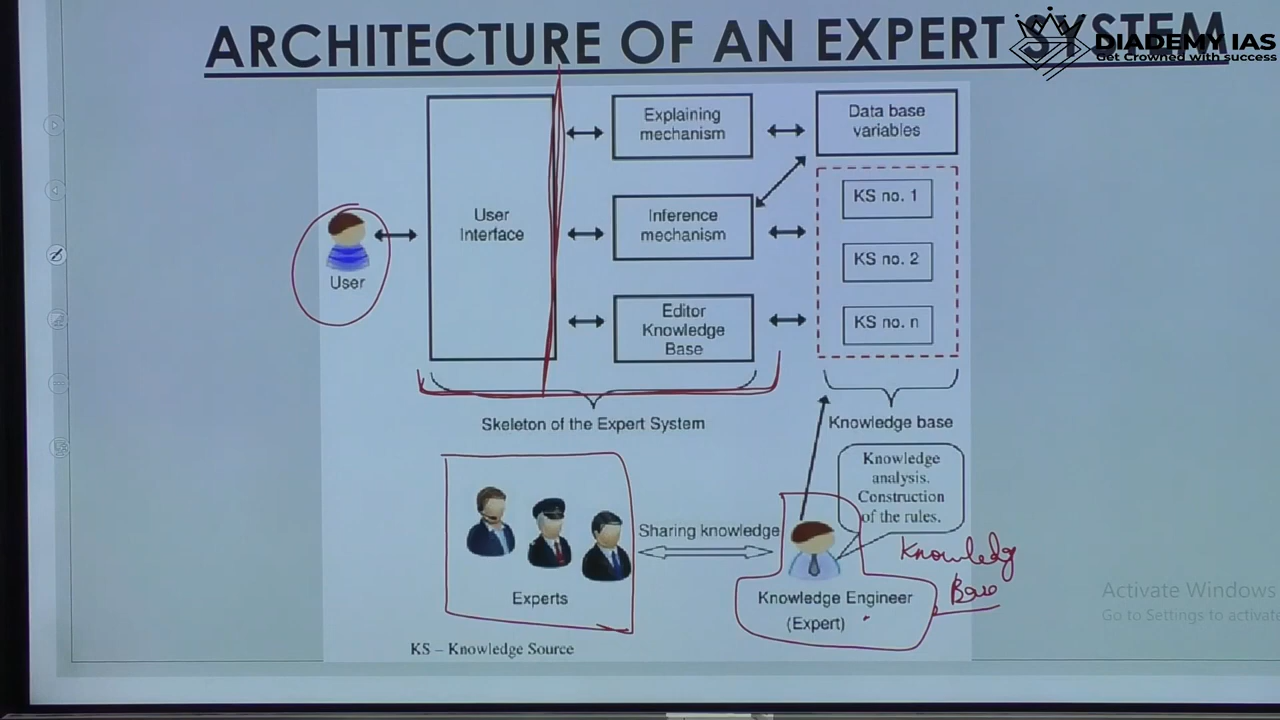 ARCHITECTURE OF AN EXPERT SYSTEM
DIADEMY IAS
Get Crowned with success
Explaining
mechanism
Data base
variables
User
Interface
Inference
mechanism
KS no. 1
KS no. 2
KS no. n
User
Editor
Knowledge
Base
Skeleton of the Expert System
Knowledge base
Knowledge
analysis.
Construction
of the rules.
Sharing knowledge
Experts
Knowledge Engineer
(Expert)
Knowledg
Base
KS – Knowledge Source
Activate Windows
Go to Settings to activate